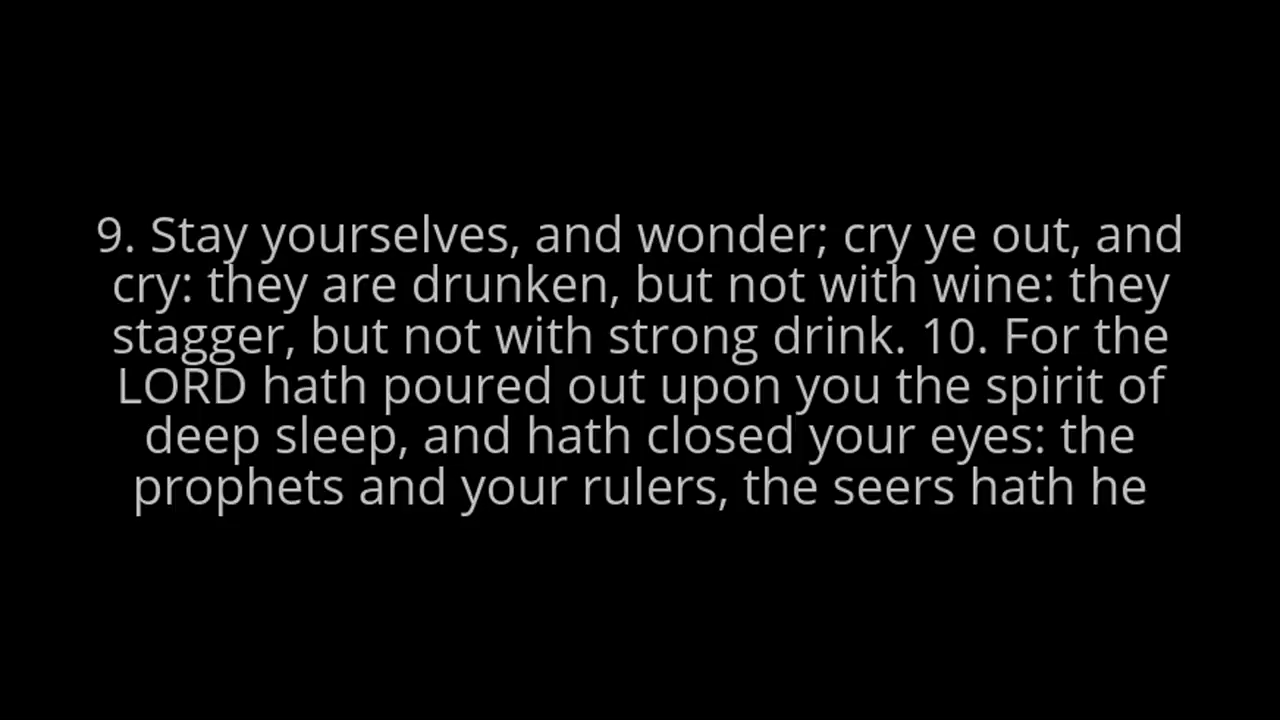 9. Stay yourselves, and wonder; cry ye out, and
cry: they are drunken, but not with wine: they
stagger, but not with strong drink. 10. For the
LORD hath poured out upon you the spirit of
deep sleep, and hath closed your eyes: the
prophets and your rulers, the seers hath he